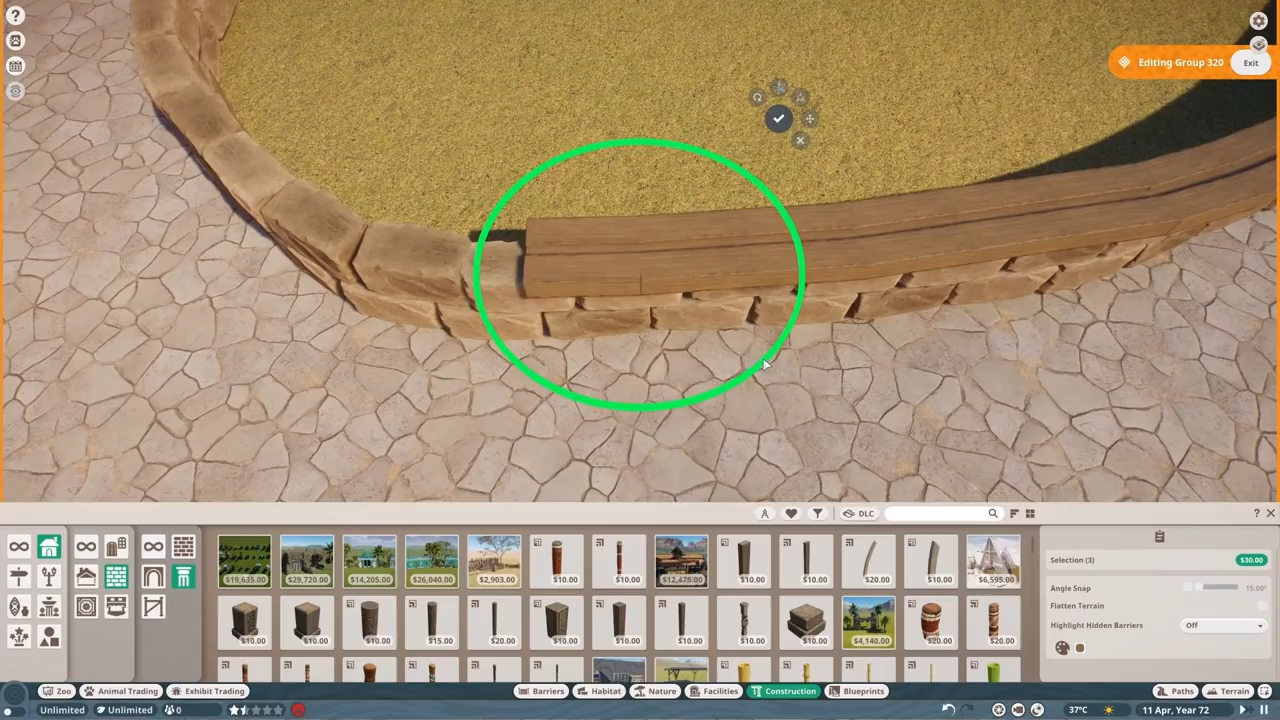 ?
Editing Group 320 Exit
DLC
? ×
$19,635.00 $29,720.00 $14,205.00 $26,040.00 $2,903.00 $10.00 $10.00 $12,475.00 $10.00 $10.00 $20.00 $10.00 $6,595.00
$10.00 $10.00 $10.00 $15.00 $20.00 $10.00 $10.00 $10.00 $10.00 $10.00 $4,140.00 $20.00 $20.00
Selection (3) $30.00
Angle Snap 15.00°
Flatten Terrain
Highlight Hidden Barriers Off
Zoo Animal Trading Exhibit Trading Barriers Habitat Nature Facilities Construction Blueprints Paths Terrain
Unlimited Unlimited 0 37°C 11 Apr, Year 72